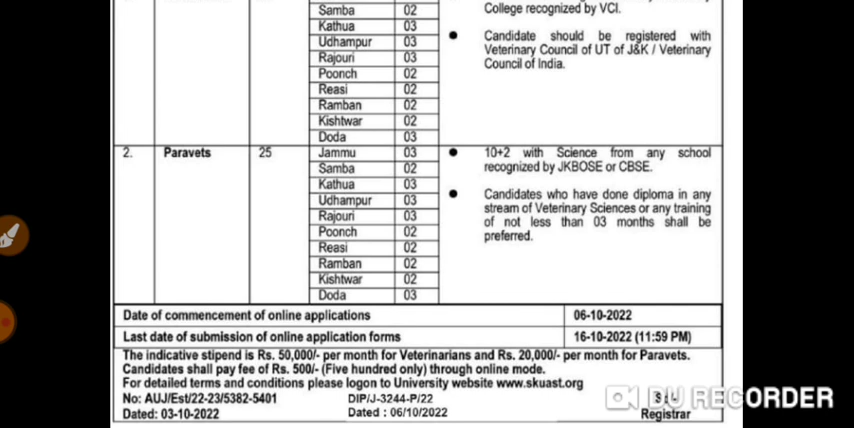 Samba 02 College recognized by VCI.
Kathua 03
Udhampur 03 ● Candidate should be registered with
Rajouri 03 Veterinary Council of UT of J&K / Veterinary
Poonch 02 Council of India.
Reasi 02
Ramban 02
Kishtwar 02
Doda 03
2. Paravets 25 Jammu 03 ● 10+2 with Science from any school
Samba 02 recognized by JKBOSE or CBSE.
Kathua 03
Udhampur 03 ● Candidates who have done diploma in any
Rajouri 03 stream of Veterinary Sciences or any training
Poonch 02 of not less than 03 months shall be
Reasi 02 preferred.
Ramban 02
Kishtwar 02
Doda 03
Date of commencement of online applications 06-10-2022
Last date of submission of online application forms 16-10-2022 (11:59 PM)
The indicative stipend is Rs. 50,000/- per month for Veterinarians and Rs. 20,000/- per month for Paravets.
Candidates shall pay fee of Rs. 500/- (Five hundred only) through online mode.
For detailed terms and conditions please logon to University website www.skuast.org
No: AUJ/Est/22-23/5382-5401 DIP/J-3244-P/22
Dated: 03-10-2022 Dated : 06/10/2022 Registrar
DU RECORDER